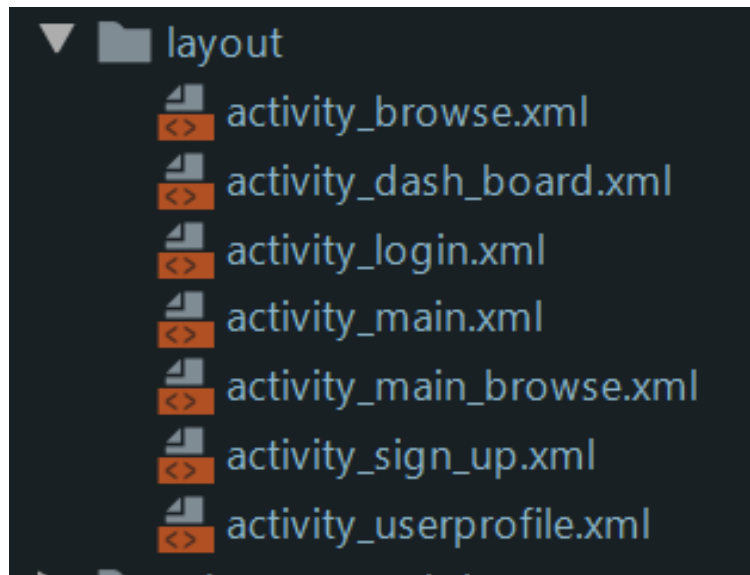 layout
activity_browse.xml
activity_dash_board.xml
activity_login.xml
activity_main.xml
activity_main_browse.xml
activity_sign_up.xml
activity_userprofile.xml